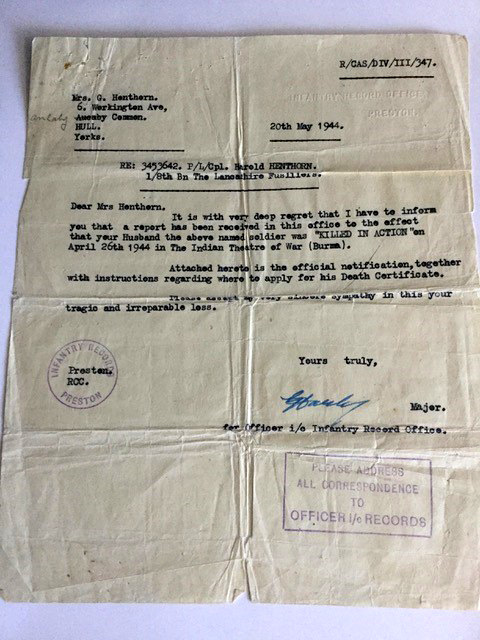 R/CAS/DIV/III/347.
INFANTRY RECORD OFFICE
PRESTON.
Mrs. G. Henthern.
6. Workington Ave,
Anlaby Common.
HULL.
Yorks.
20th May 1944.
RE: 3453642. P/L/Cpl. Harold HENTHORN.
1/8th Bn The Lancashire Fusiliers.
Dear Mrs Henthern.
It is with very deep regret that I have to inform
you that a report has been received in this office to the effect
that your Husband the above named soldier was "KILLED IN ACTION"on
April 26th 1944 in The Indian Theatre of War (Burma).
Attached hereto is the official notification,together
with instructions regarding where to apply for his Death Certificate.
Please accept my very sincere sympathy in this your
tragic and irreparable loss.
Yours truly,
INFANTRY RECORDS
PRESTON
Preston.
RCC.
Major.
for Officer i/c Infantry Record Office.
PLEASE ADDRESS
ALL CORRESPONDENCE
TO
OFFICER I/c RECORDS